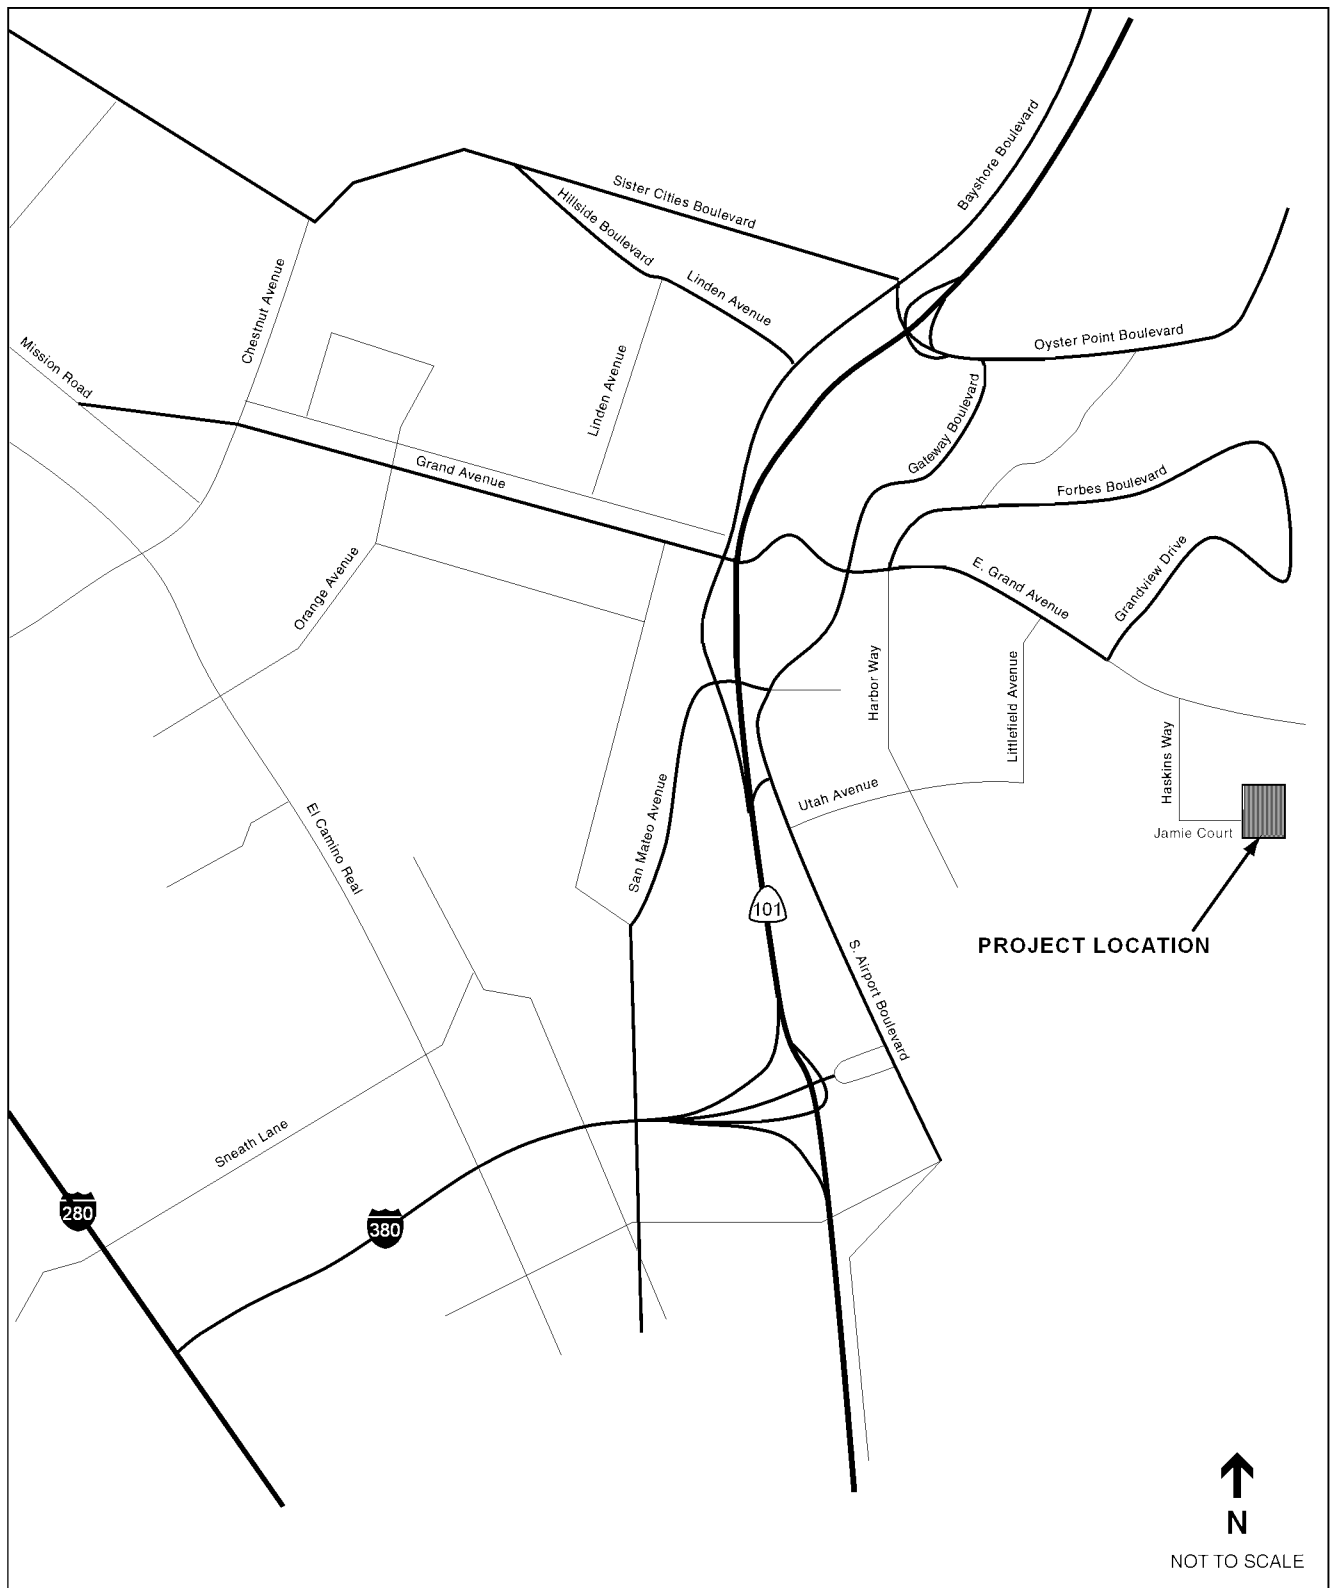 Bayshore Boulevard
Sister Cities Boulevard
Hillside Boulevard
Linden Avenue
Chestnut Avenue
Mission Road
Linden Avenue
Oyster Point Boulevard
Gateway Boulevard
Grand Avenue
Forbes Boulevard
E. Grand Avenue
Grandview Drive
Orange Avenue
Harbor Way
Littlefield Avenue
Haskins Way
Utah Avenue
San Mateo Avenue
El Camino Real
Jamie Court
101
PROJECT LOCATION
S. Airport Boulevard
Sneath Lane
280
380
N
NOT TO SCALE